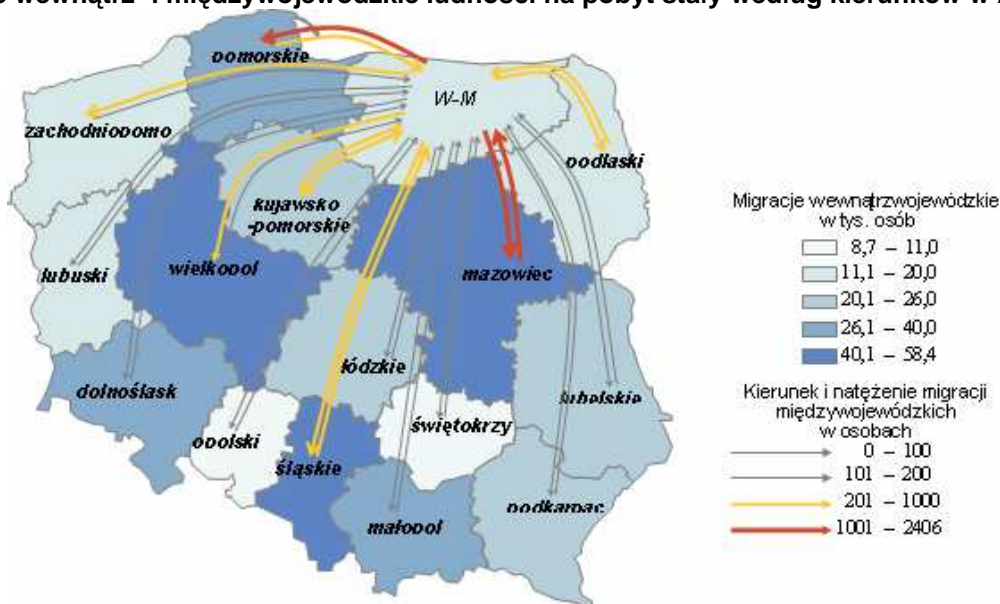 wewnątrz- i międzywojewódzkie ludności na pobyt stały według kierunków w
pomorskie
W-M
zachodniopomo
podlaski
kujawsko
-pomorskie
lubuski
wielkopol
mazowiec
łódzkie
dolnośląsk
lubelskie
opolski
świętokrzy
śląskie
małopol
podkarpac
Migracje wewnątrzwojewódzkie
w tys. osób
8,7 – 11,0
11,1 – 20,0
20,1 – 26,0
26,1 – 40,0
40,1 – 58,4
Kierunek i natężenie migracji
międzywojewódzkich
w osobach
0 – 100
101 – 200
201 – 1000
1001 – 2406